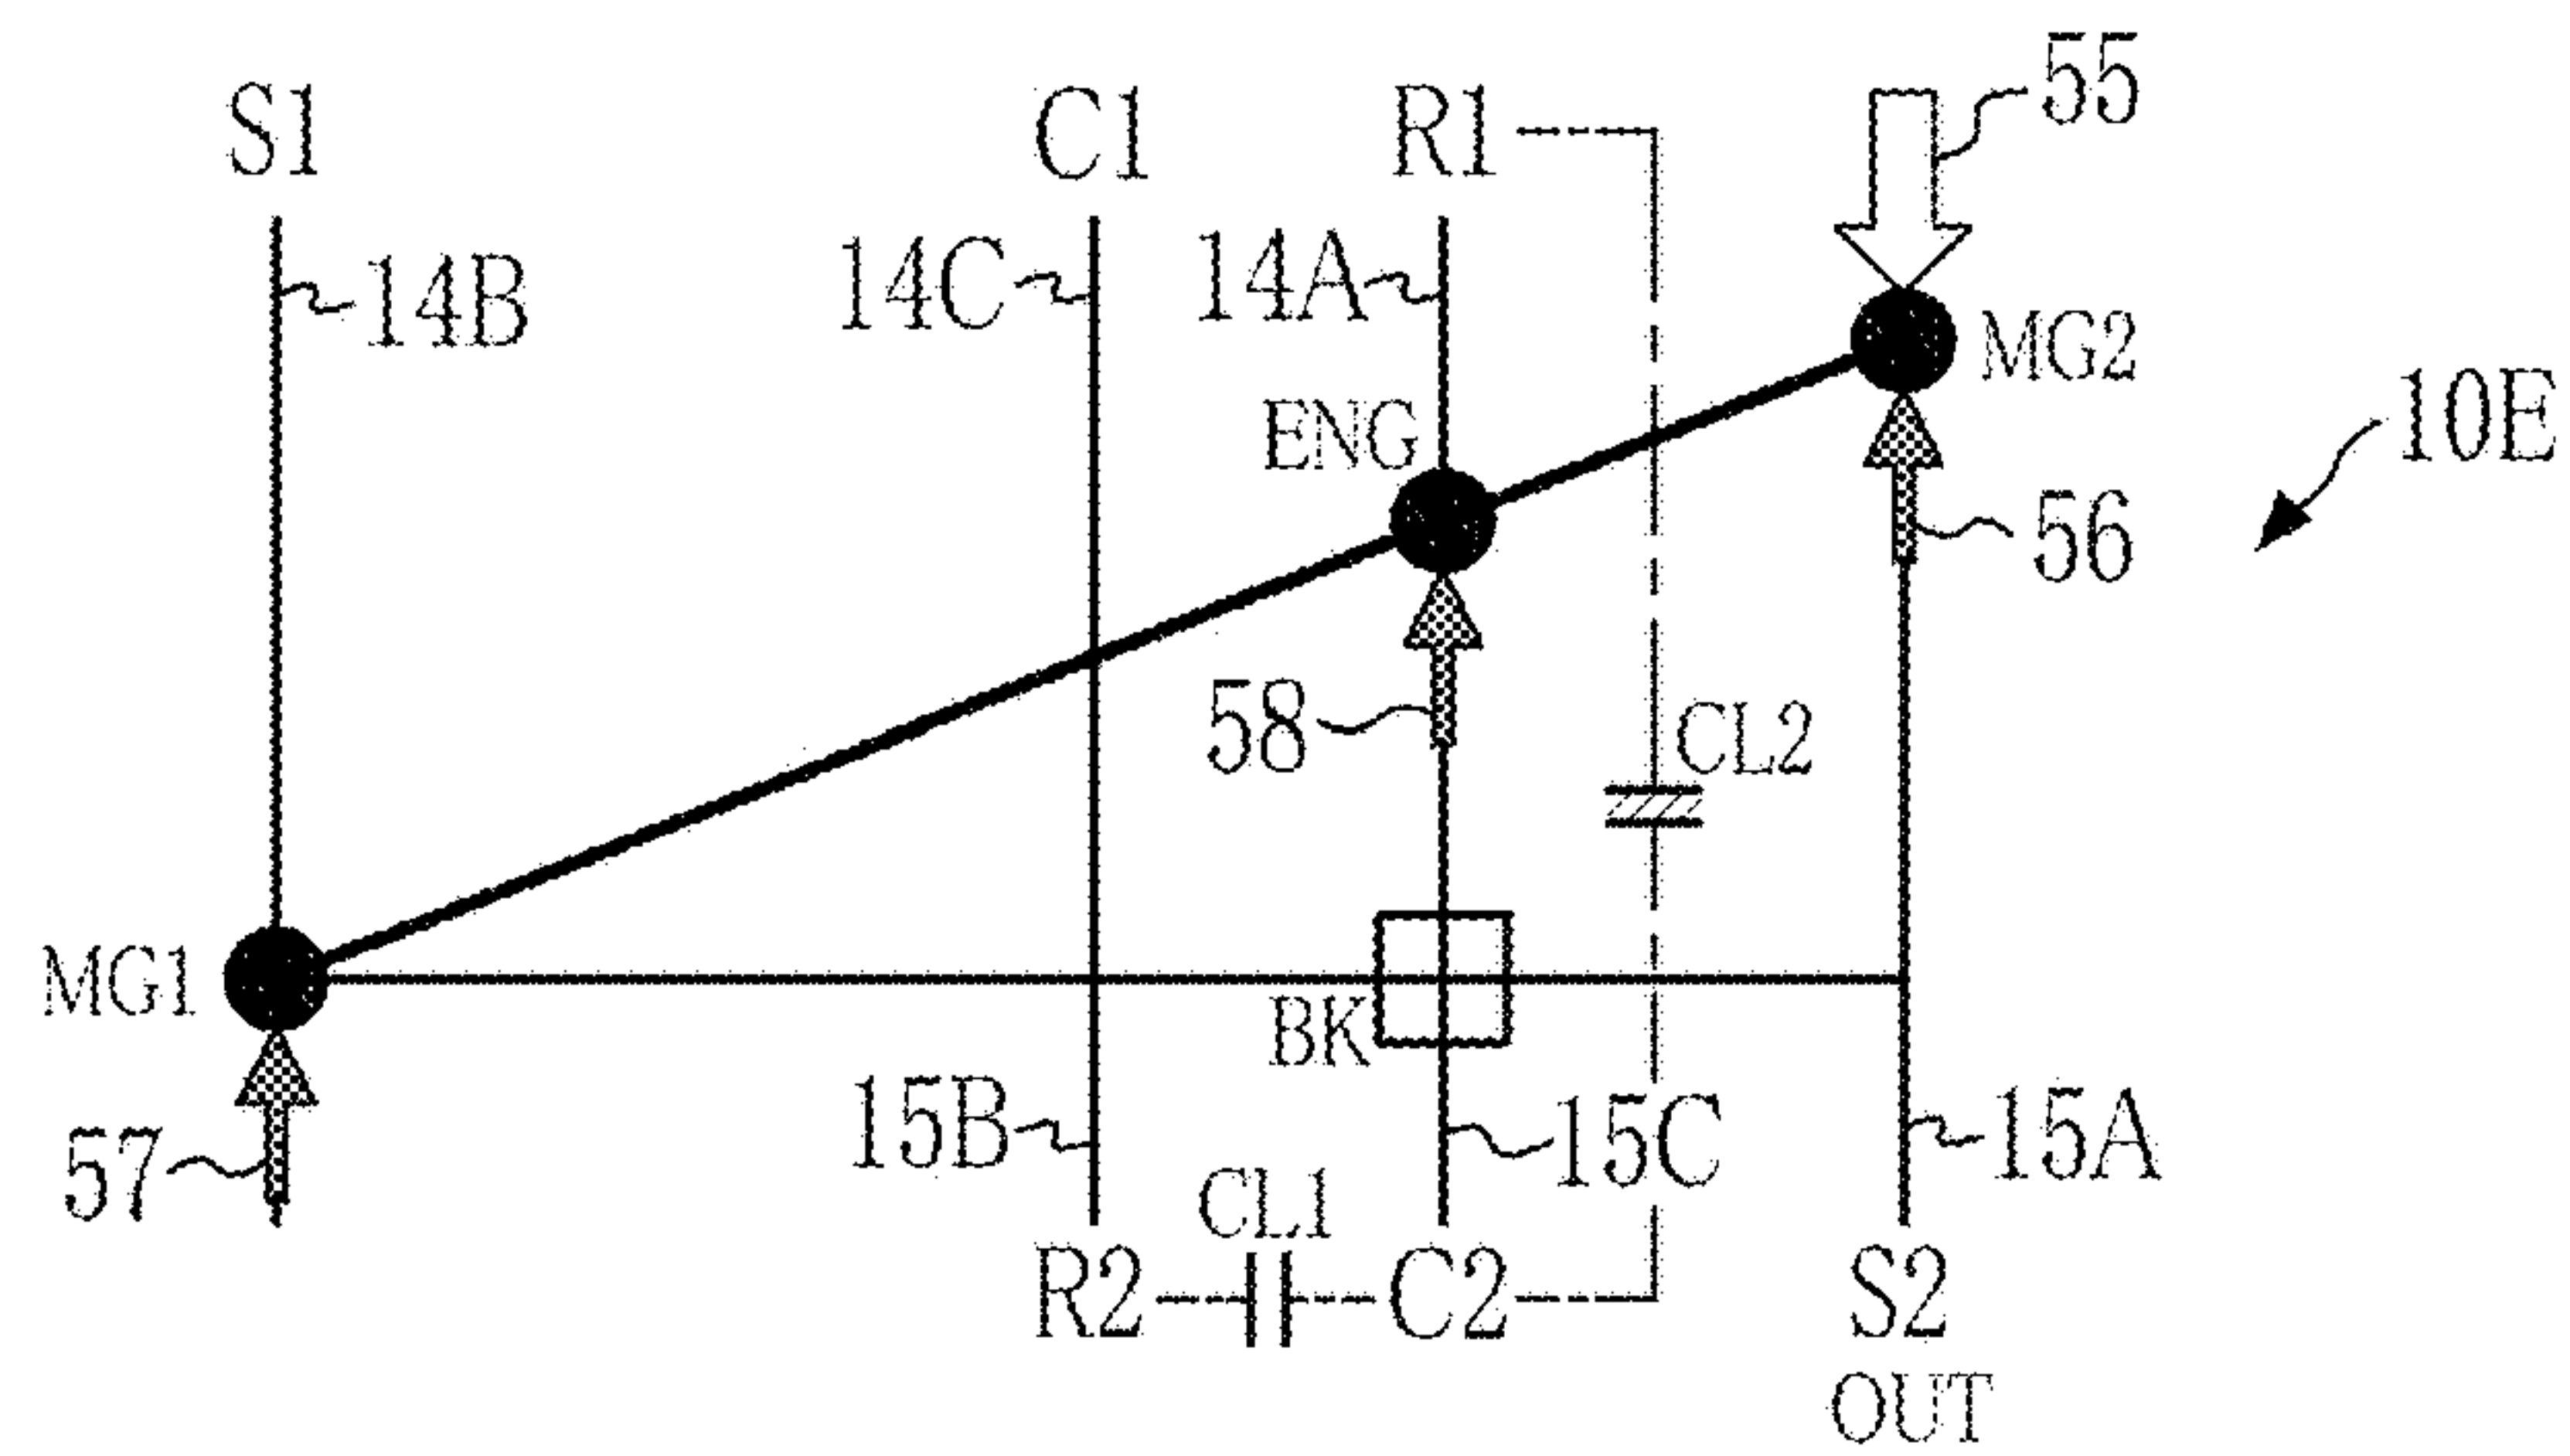 S1 C1 R1 55
14B 14C 14A
MG2
ENG 10E
56
58 CL2
MG1 BK
57 15B 15C 15A
CL1
R2 C2 S2
OUT